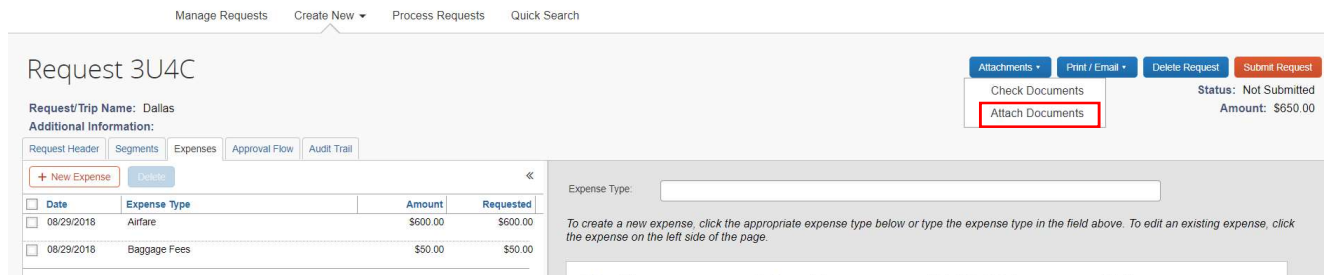 Manage Requests Create New Process Requests Quick Search
Request 3U4C
Attachments Print / Email Delete Request Submit Request
Check Documents
Attach Documents
Status: Not Submitted
Amount: $650.00
Request/Trip Name: Dallas
Additional Information:
Request Header Segments Expenses Approval Flow Audit Trail
+ New Expense Delete «
Date Expense Type Amount Requested
08/29/2018 Airfare $600.00 $600.00
08/29/2018 Baggage Fees $50.00 $50.00
Expense Type:
To create a new expense, click the appropriate expense type below or type the expense type in the field above. To edit an existing expense, click
the expense on the left side of the page.